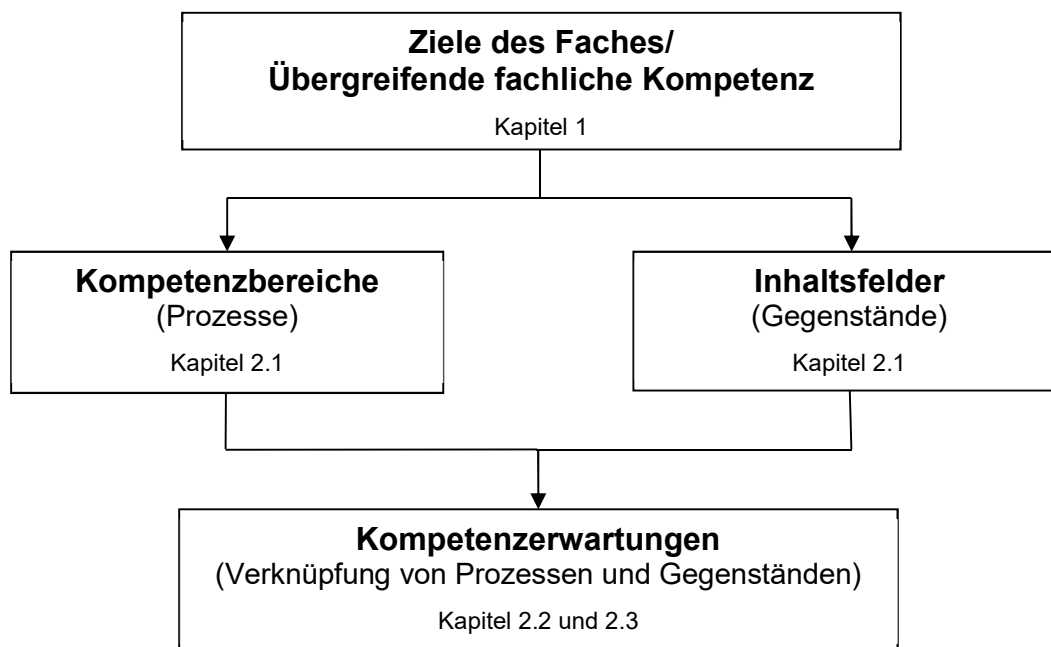 Ziele des Faches/
Übergreifende fachliche Kompetenz
Kapitel 1
Kompetenzbereiche
(Prozesse)
Kapitel 2.1
Inhaltsfelder
(Gegenstände)
Kapitel 2.1
Kompetenzerwartungen
(Verknüpfung von Prozessen und Gegenständen)
Kapitel 2.2 und 2.3